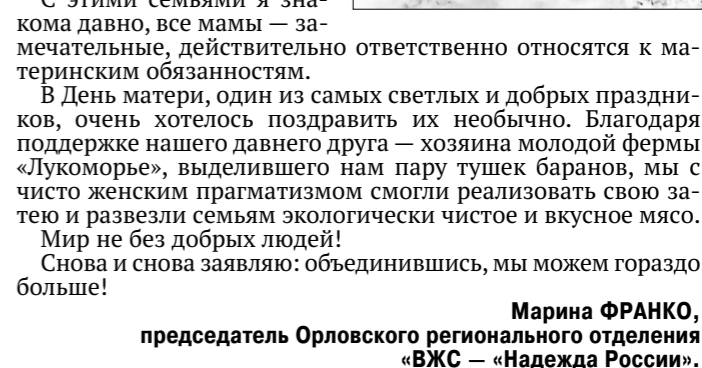 С этими семьями я зна-
кома давно, все мамы — за-
мечательные, действительно ответственно относятся к ма-
теринским обязанностям.
В День матери, один из самых светлых и добрых праздни-
ков, очень хотелось поздравить их необычно. Благодаря
поддержке нашего давнего друга — хозяина молодой фермы
«Лукоморье», выделившего нам пару тушек баранов, мы с
чисто женским прагматизмом смогли реализовать свою за-
тею и развезли семьям экологически чистое и вкусное мясо.
Мир не без добрых людей!
Снова и снова заявляю: объединившись, мы можем гораздо
больше!
Марина ФРАНКО,
председатель Орловского регионального отделения
«ВЖС — «Надежда России».